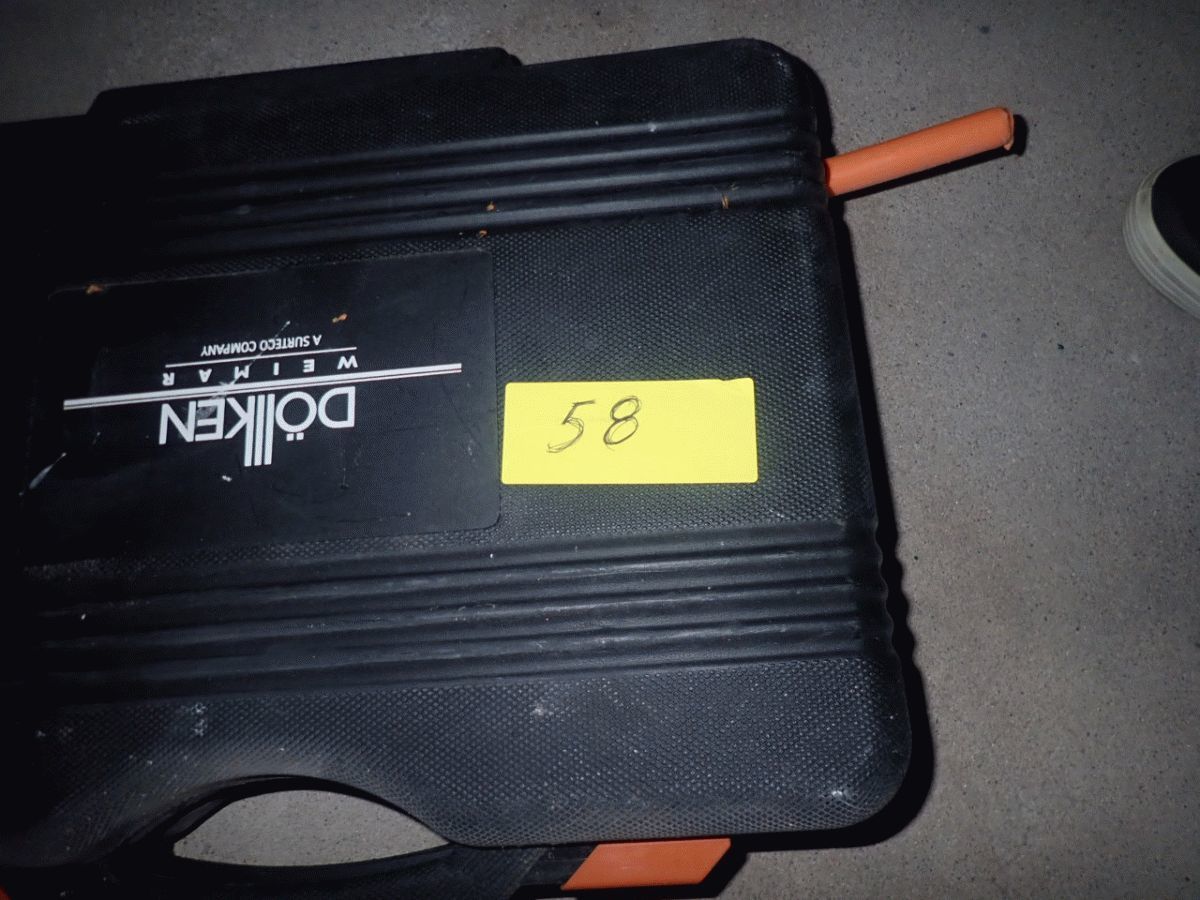 DÖLLKEN
WEIMAR
A SURTECO COMPANY
58